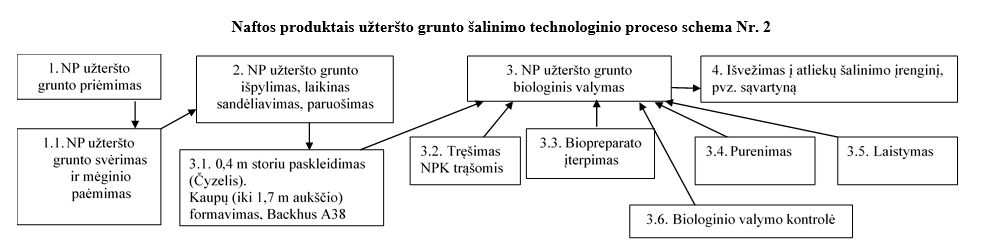 Naftos produktais užteršto grunto šalinimo technologinio proceso schema Nr. 2
1. NP užteršto
grunto priėmimas
2. NP užteršto grunto
išpylimas, laikinas
sandėliavimas, paruošimas
3. NP užteršto grunto
biologinis valymas
4. Išvežimas į atliekų šalinimo įrenginį,
pvz. sąvartyną
1.1. NP užteršto
grunto svėrimas
ir mėginio
paėmimas
3.1. 0,4 m storiu paskleidimas
(Čyzelis).
Kaupų (iki 1,7 m aukščio)
formavimas, Backhus A38
3.2. Tręšimas
NPK trąšomis
3.3. Biopreparato
įterpimas
3.4. Purenimas
3.5. Laistymas
3.6. Biologinio valymo kontrolė